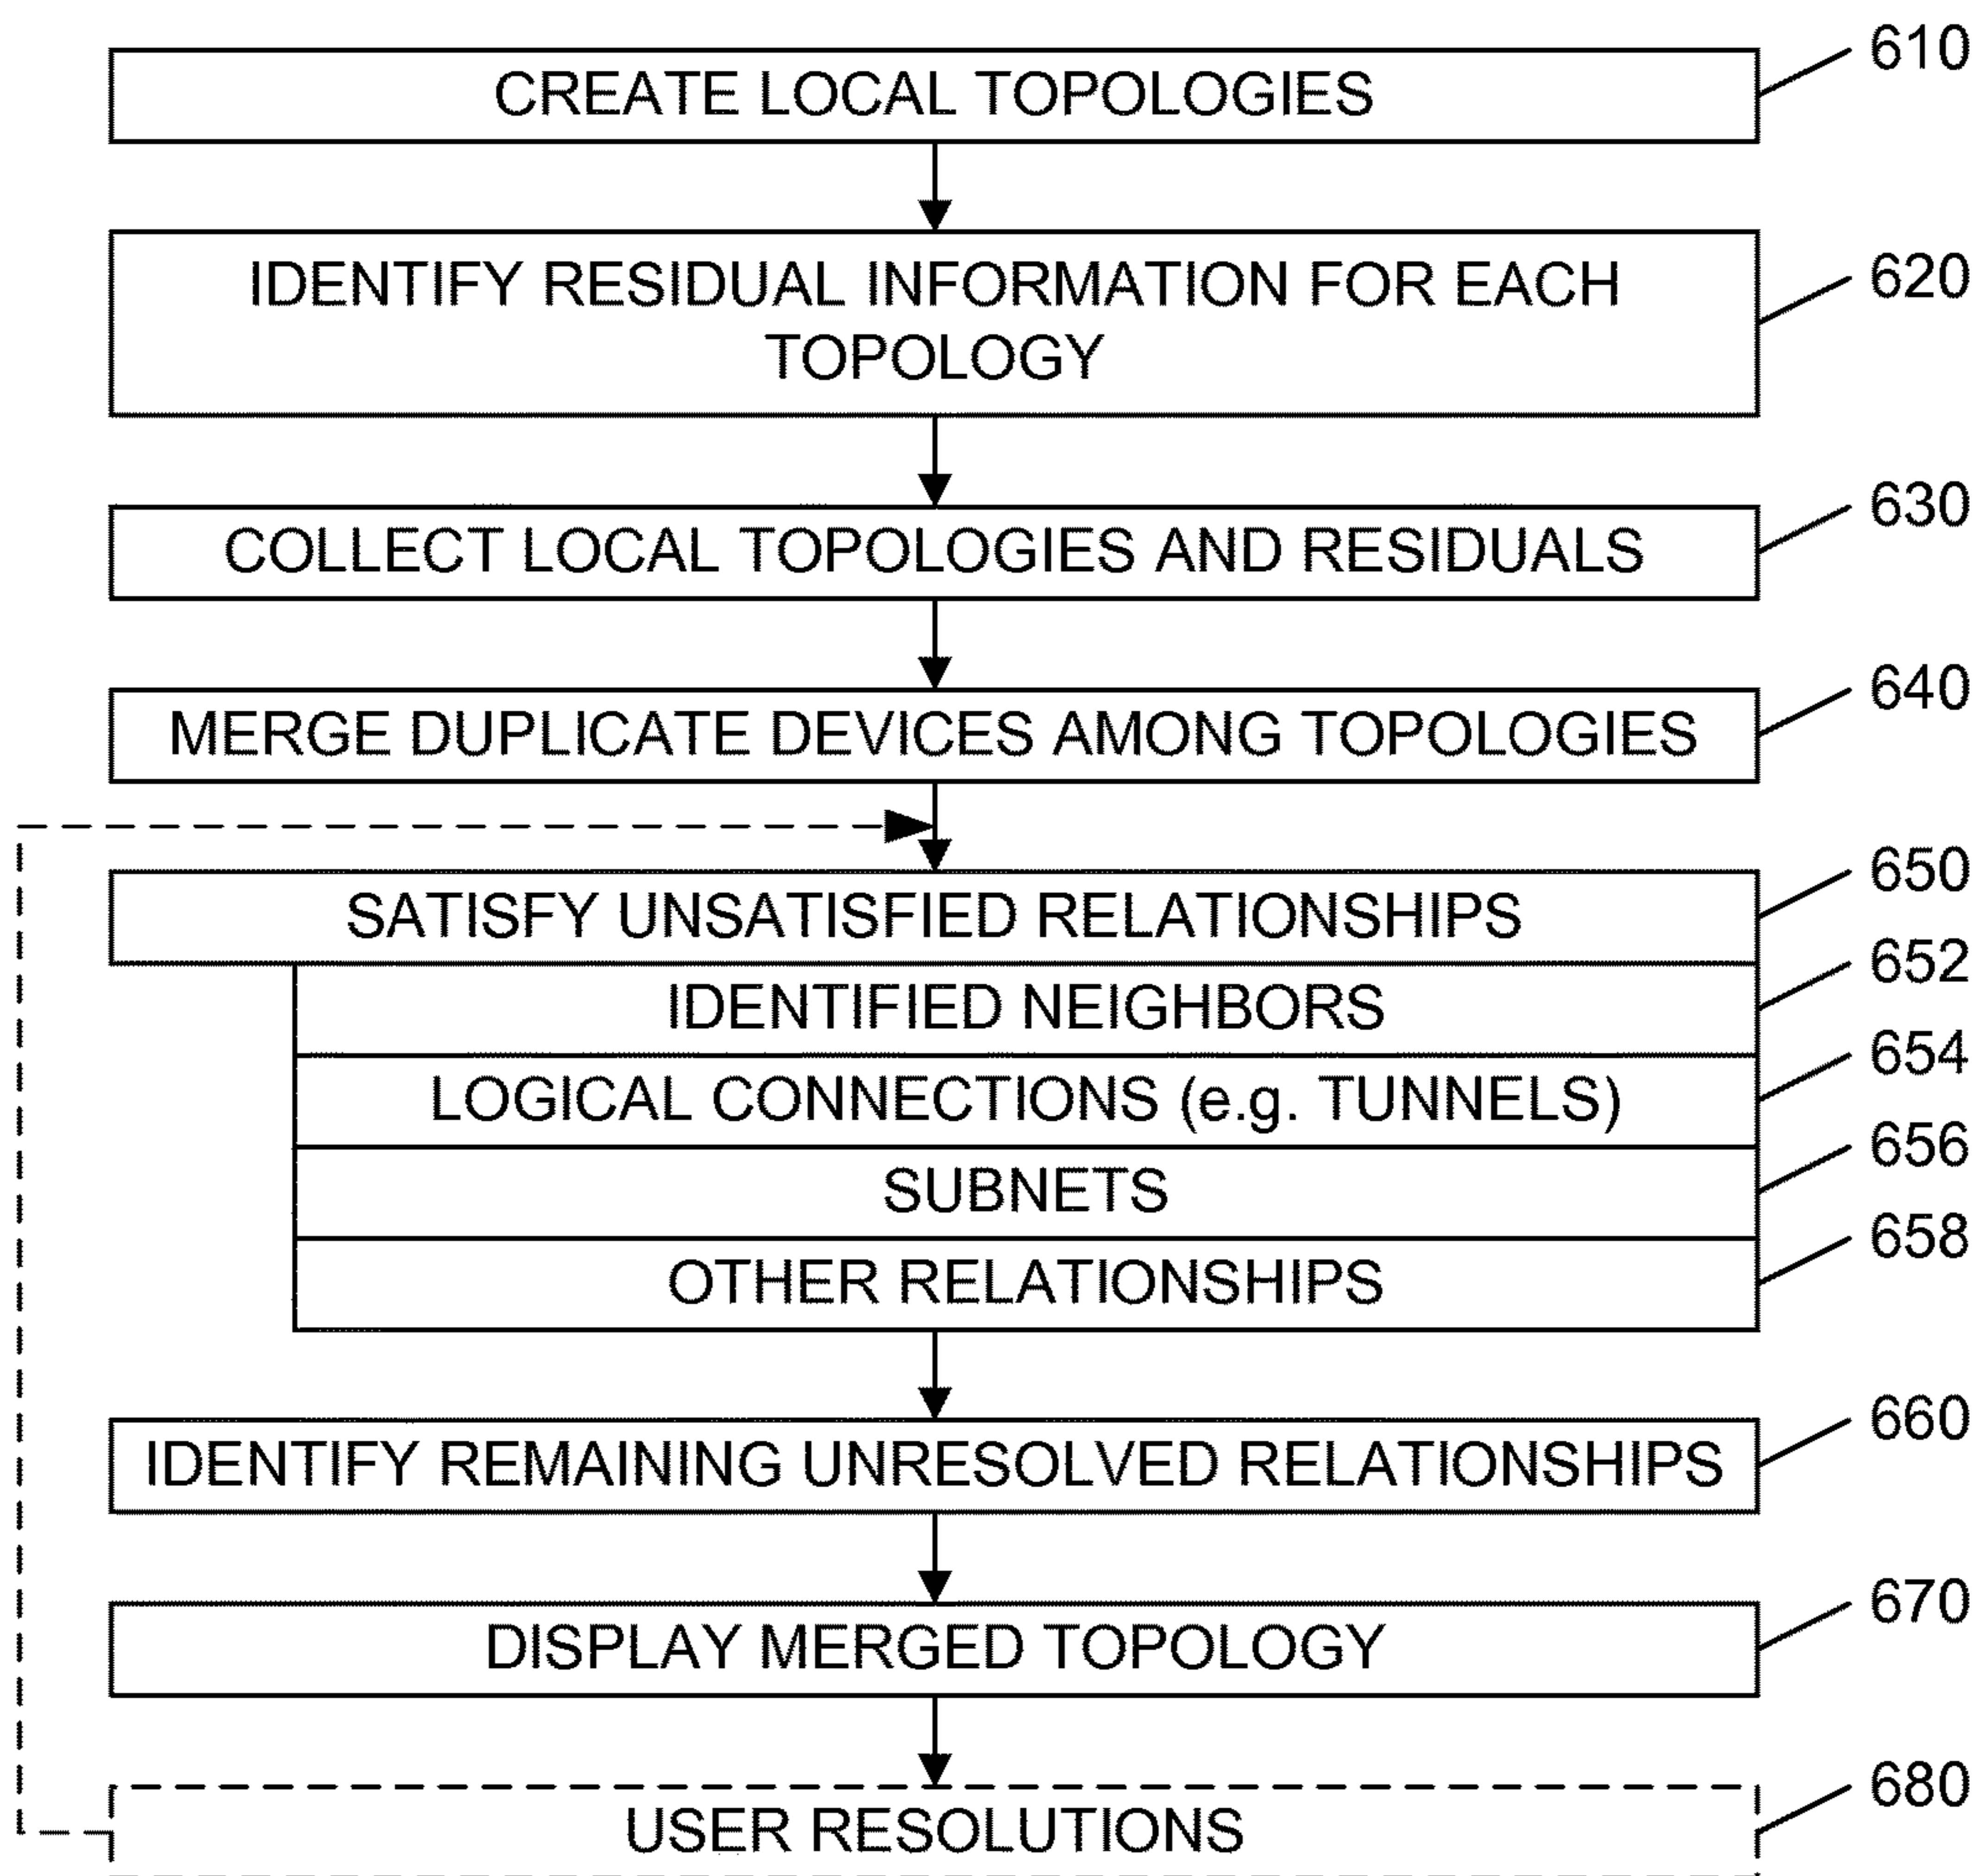 CREATE LOCAL TOPOLOGIES 610
IDENTIFY RESIDUAL INFORMATION FOR EACH 620
TOPOLOGY
COLLECT LOCAL TOPOLOGIES AND RESIDUALS 630
MERGE DUPLICATE DEVICES AMONG TOPOLOGIES 640
SATISFY UNSATISFIED RELATIONSHIPS 650
IDENTIFIED NEIGHBORS 652
LOGICAL CONNECTIONS (e.g. TUNNELS) 654
SUBNETS 656
OTHER RELATIONSHIPS 658
IDENTIFY REMAINING UNRESOLVED RELATIONSHIPS 660
DISPLAY MERGED TOPOLOGY 670
USER RESOLUTIONS 680